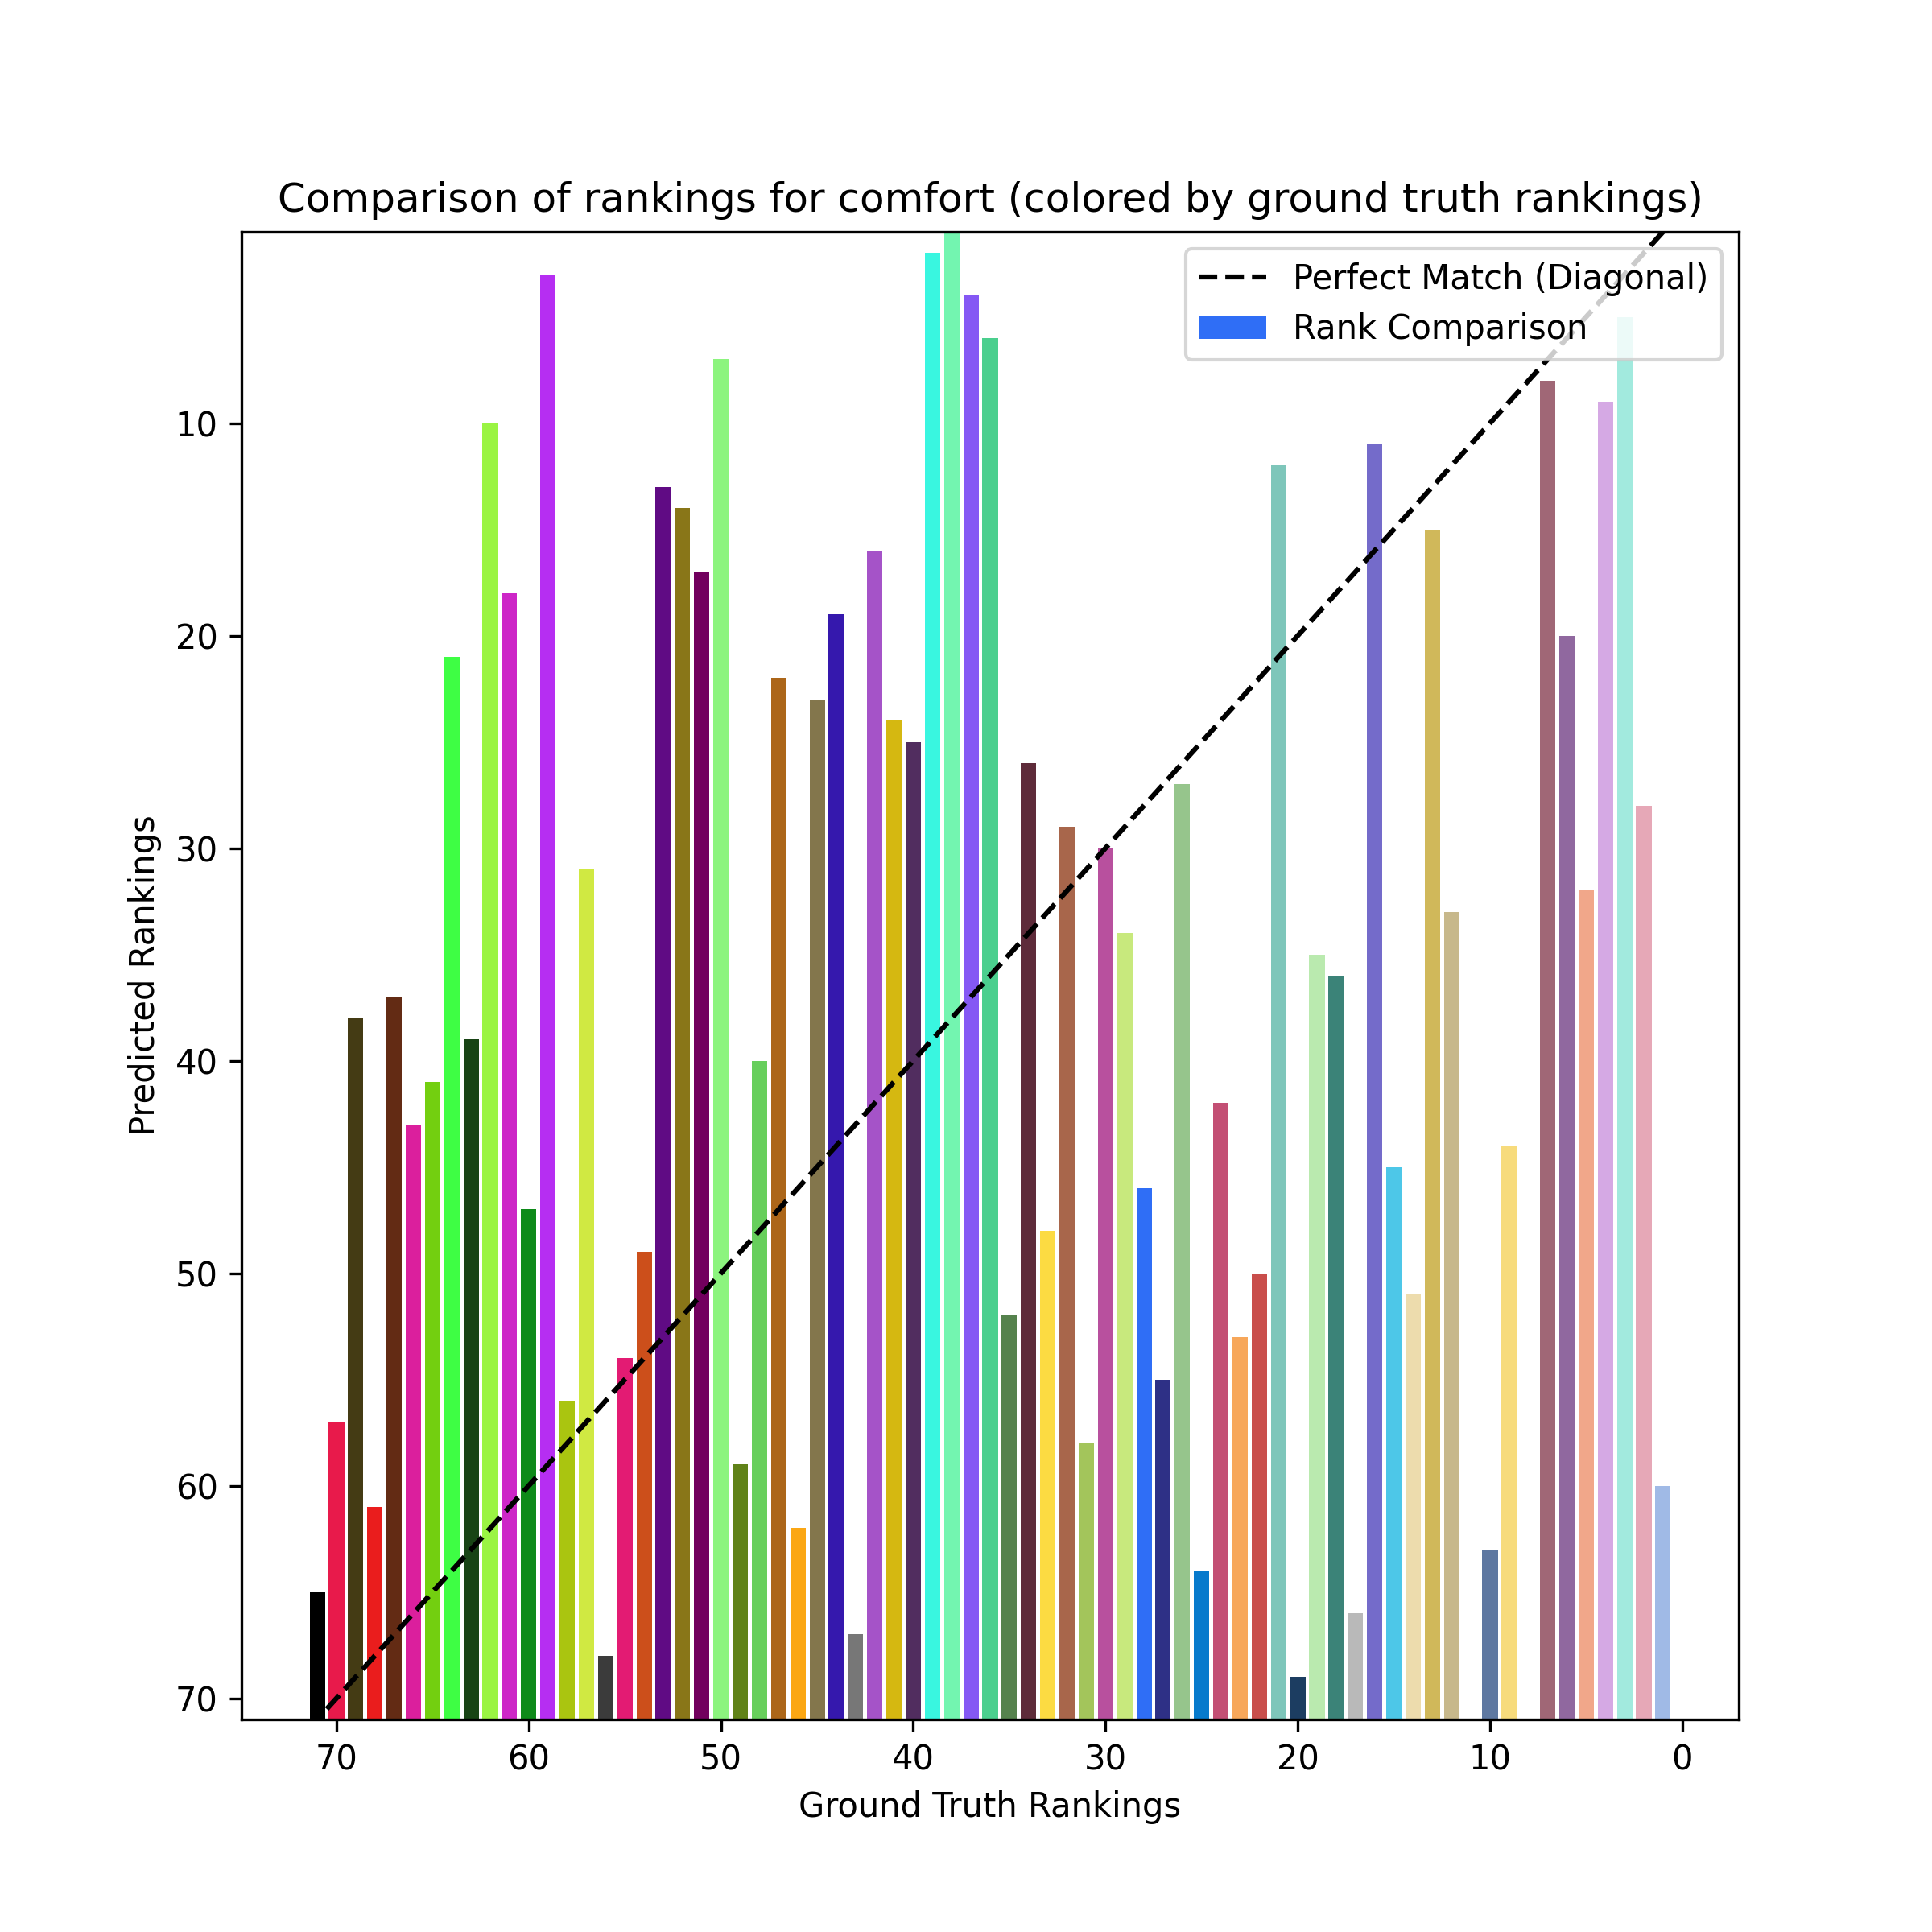 Comparison of rankings for comfort (colored by ground truth rankings)
Perfect Match (Diagonal)
Rank Comparison
Predicted Rankings
10
20
30
40
50
60
70
70 60 50 40 30 20 10 0
Ground Truth Rankings